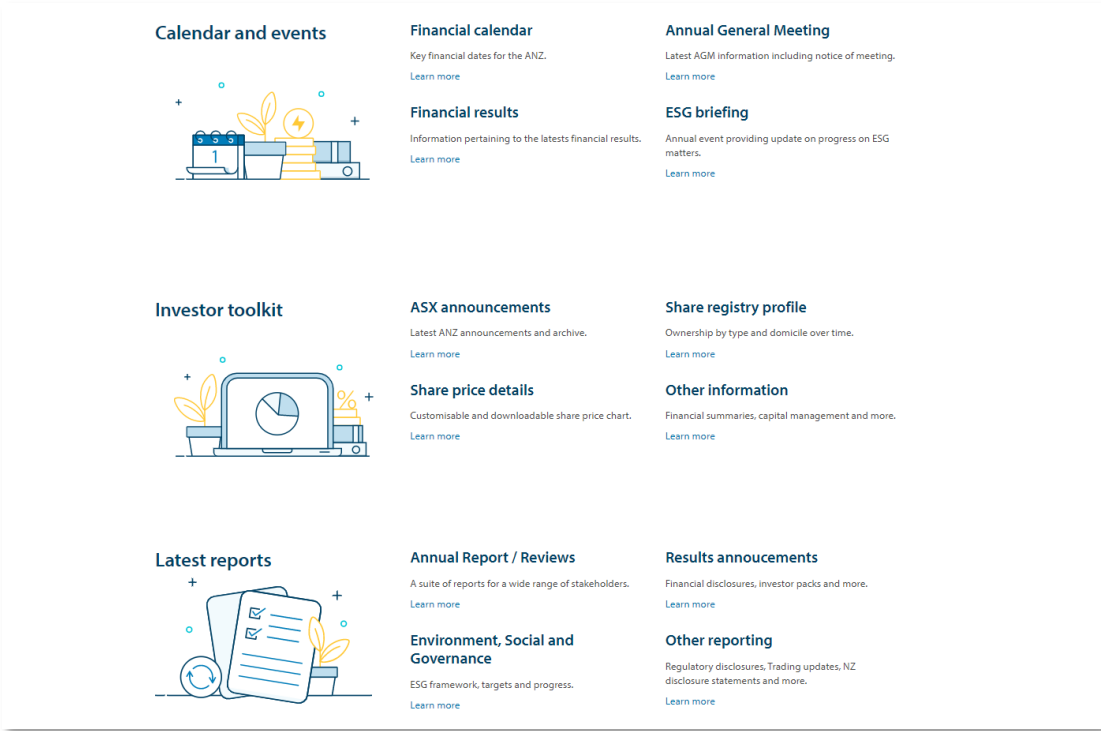 Calendar and events
Financial calendar
Key financial dates for the ANZ.
Learn more
Annual General Meeting
Latest AGM information including notice of meeting.
Learn more
Financial results
Information pertaining to the latests financial results.
Learn more
ESG briefing
Annual event providing update on progress on ESG
matters.
Learn more
1
Investor toolkit
ASX announcements
Latest ANZ announcements and archive.
Learn more
Share registry profile
Ownership by type and domicile over time.
Learn more
Share price details
Customisable and downloadable share price chart.
Learn more
Other information
Financial summaries, capital management and more.
Learn more
%
Latest reports
Annual Report / Reviews
A suite of reports for a wide range of stakeholders.
Learn more
Results annoucements
Financial disclosures, investor packs and more.
Learn more
Environment, Social and
Governance
ESG framework, targets and progress.
Learn more
Other reporting
Regulatory disclosures, Trading updates, NZ
disclosure statements and more.
Learn more